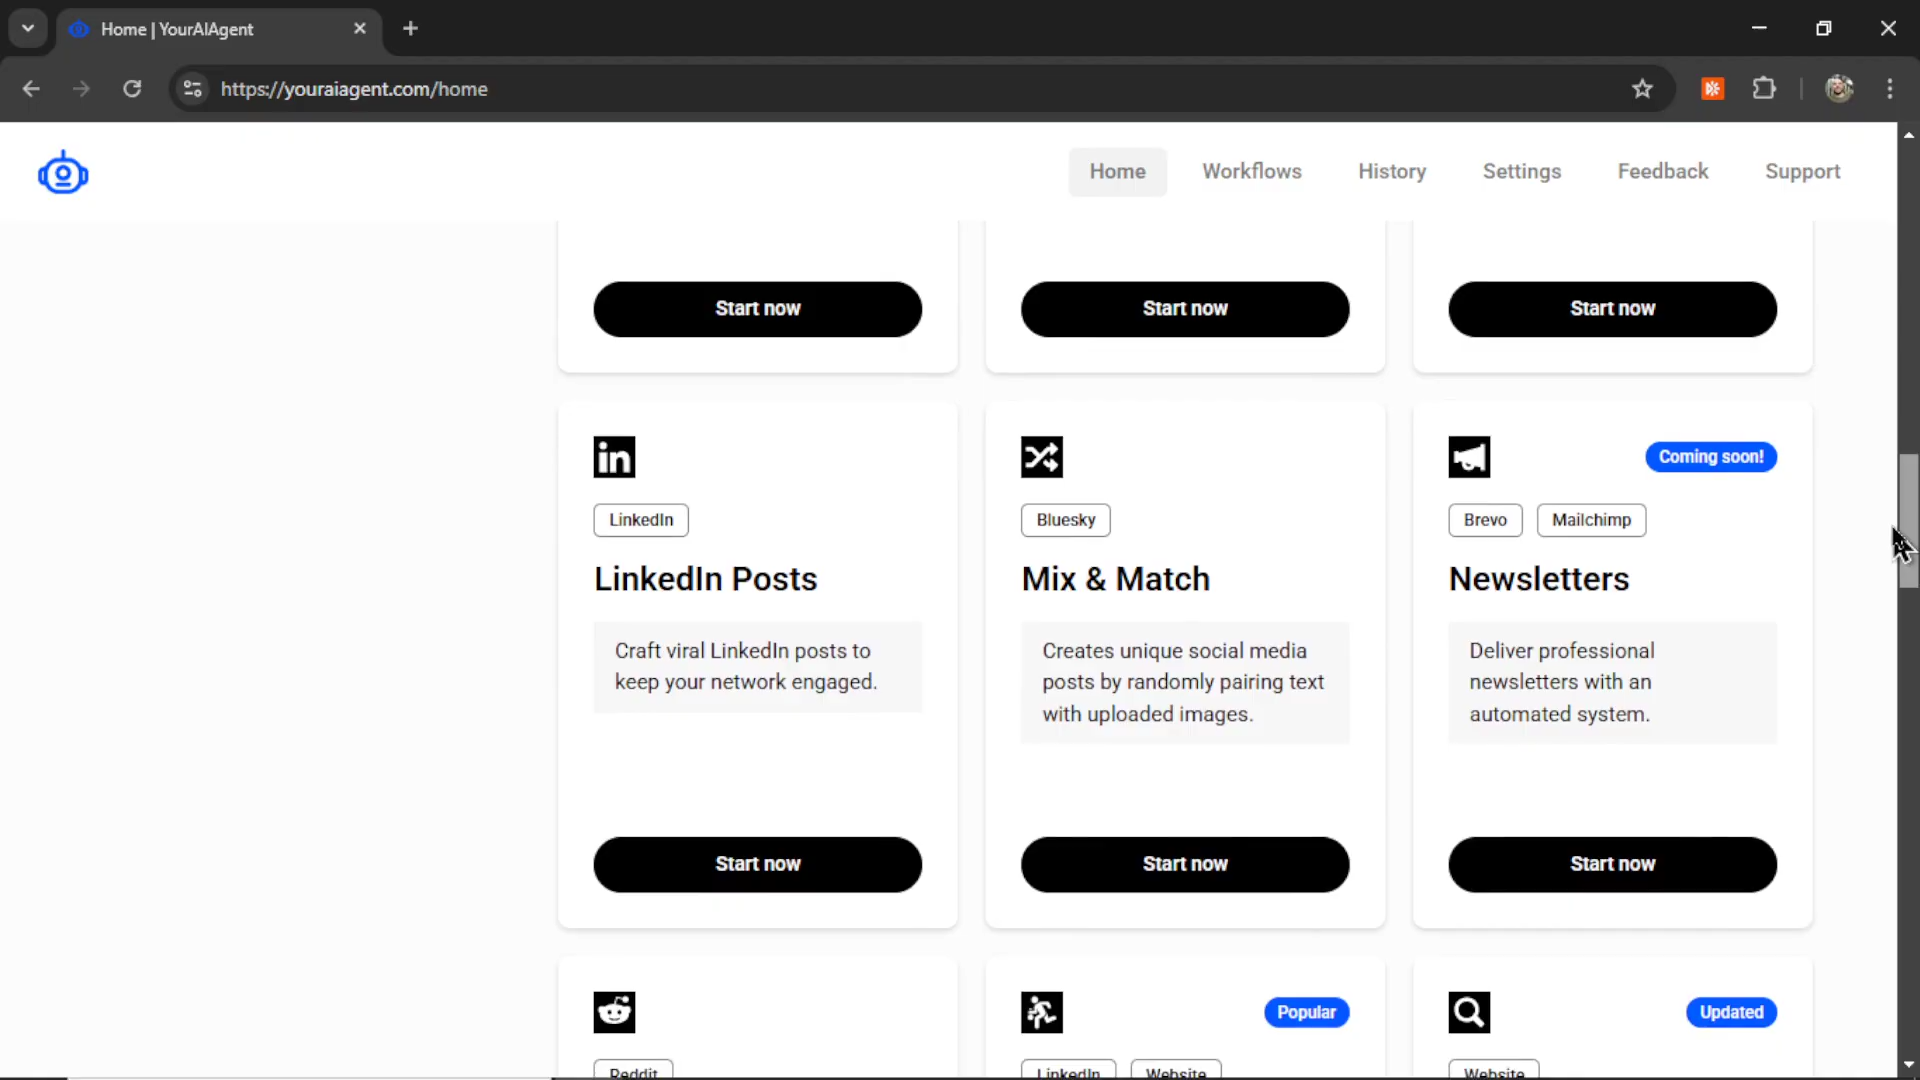 Home | YourAIAgent
https://youraiagent.com/home
Home
Workflows
History
Settings
Feedback
Support
Start now
Start now
Start now
LinkedIn
LinkedIn Posts
Craft viral LinkedIn posts to
keep your network engaged.
Start now
Bluesky
Mix & Match
Creates unique social media
posts by randomly pairing text
with uploaded images.
Start now
Coming soon!
Brevo
Mailchimp
Newsletters
Deliver professional
newsletters with an
automated system.
Start now
Reddit
Popular
LinkedIn
Website
Updated
Website